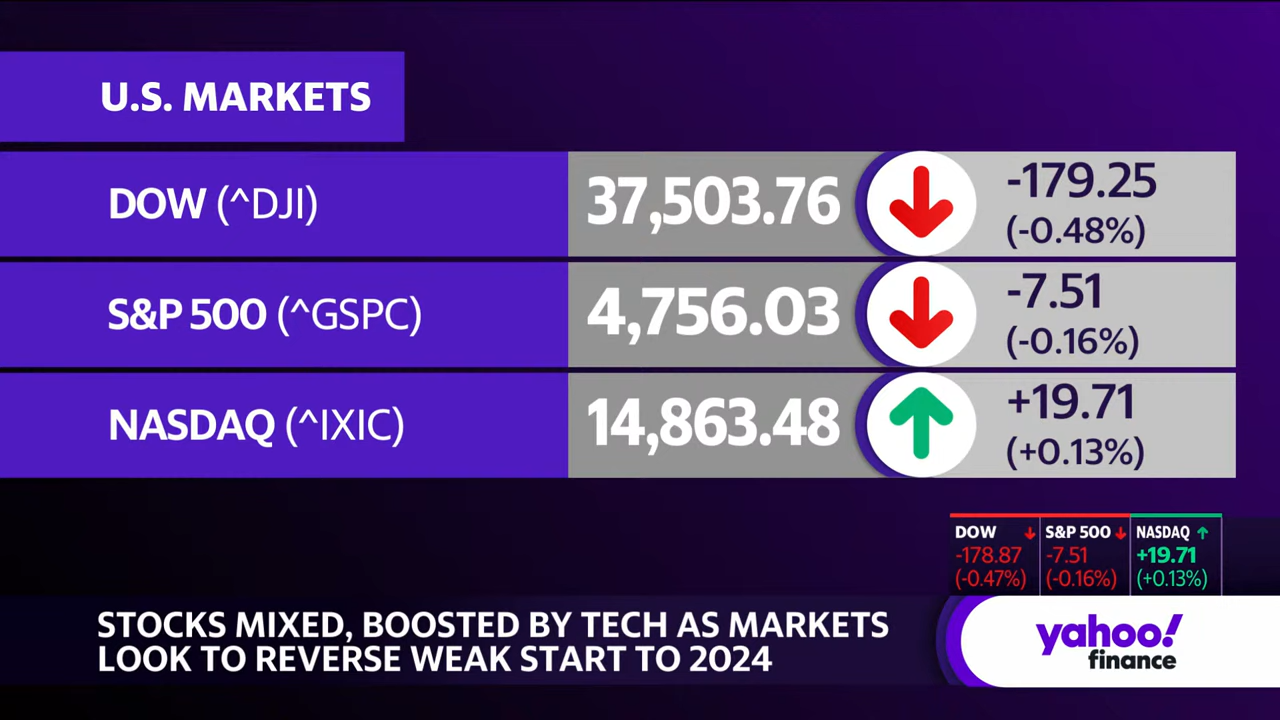 U.S. MARKETS
DOW (^DJI) 37,503.76 -179.25
(-0.48%)
S&P 500 (^GSPC) 4,756.03 -7.51
(-0.16%)
NASDAQ (^IXIC) 14,863.48 +19.71
(+0.13%)
DOW S&P 500 NASDAQ
-178.87 -7.51 +19.71
(-0.47%) (-0.16%) (+0.13%)
STOCKS MIXED, BOOSTED BY TECH AS MARKETS
LOOK TO REVERSE WEAK START TO 2024
yahoo!
finance